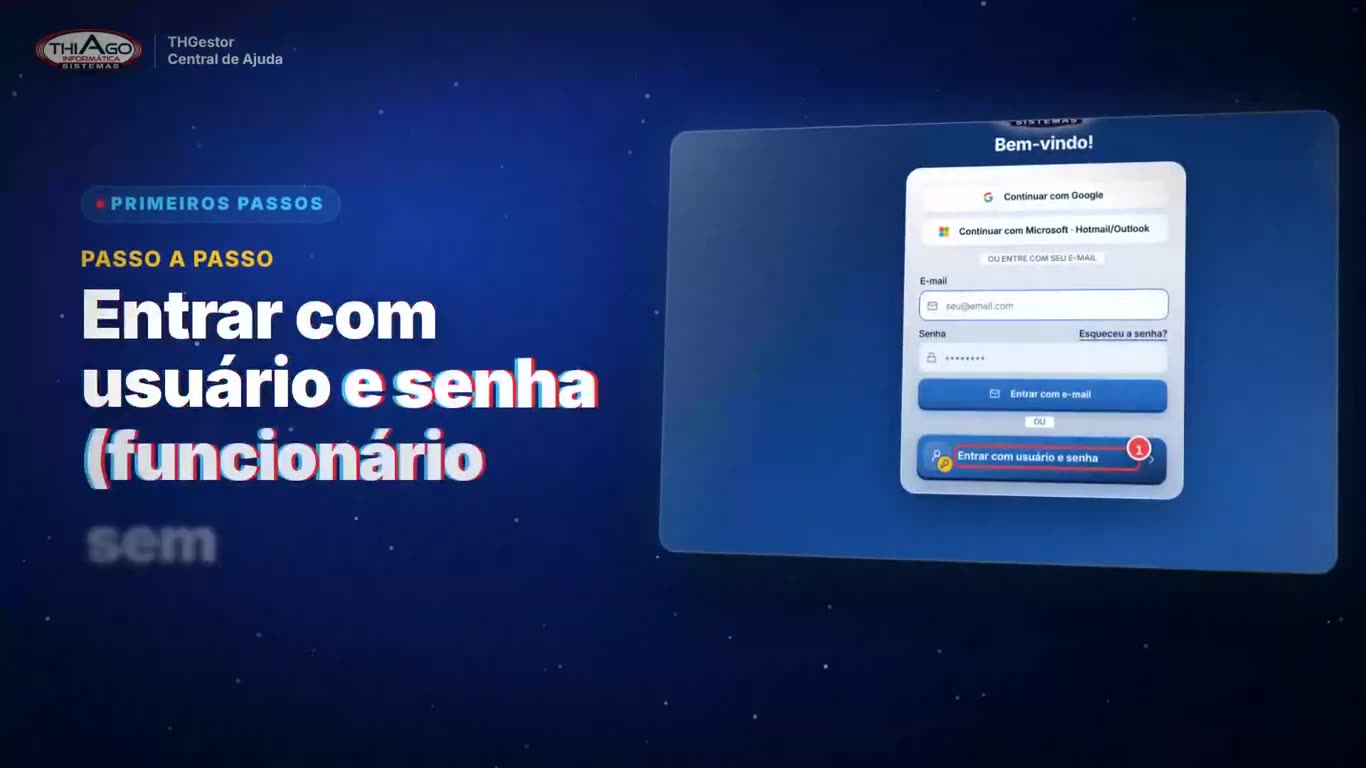 THIAGO
INFORMÁTICA
SISTEMAS
THGestor
Central de Ajuda
PRIMEIROS PASSOS
PASSO A PASSO
Entrar com
usuário e senha
(funcionário
sem
SISTEMAS
Bem-vindo!
Continuar com Google
Continuar com Microsoft · Hotmail/Outlook
OU ENTRE COM SEU E-MAIL
E-mail
seu@email.com
Senha
Esqueceu a senha?
••••••••
Entrar com e-mail
OU
Entrar com usuário e senha
1